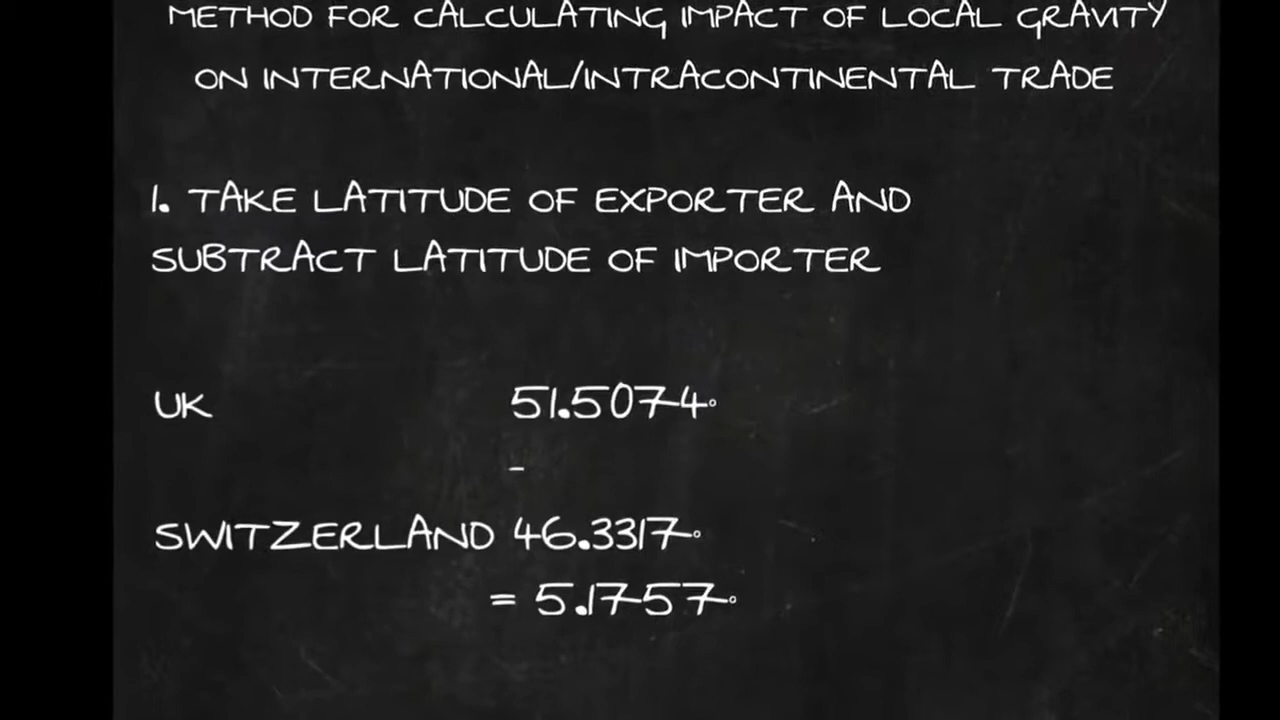 METHOD FOR CALCULATING IMPACT OF LOCAL GRAVITY
ON INTERNATIONAL/INTRACONTINENTAL TRADE
1. TAKE LATITUDE OF EXPORTER AND
SUBTRACT LATITUDE OF IMPORTER
UK 51.5074°
-
SWITZERLAND 46.3317°
= 5.1757°